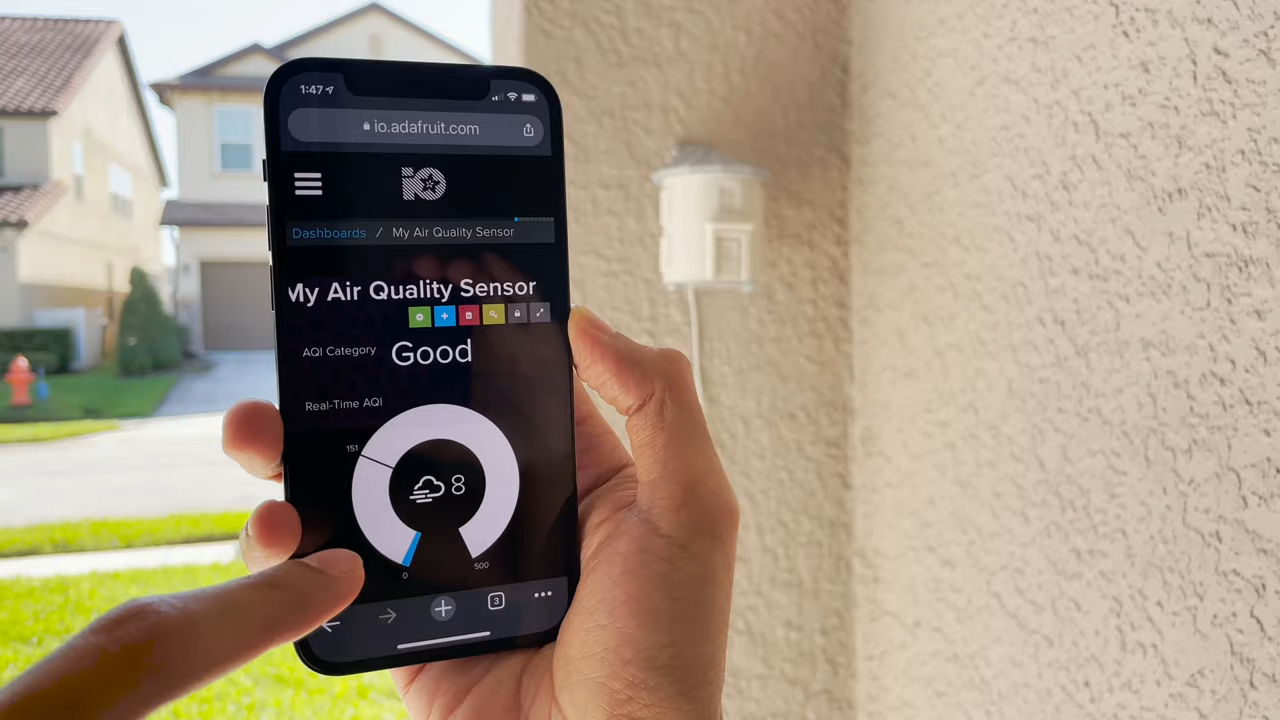 1:47
io.adafruit.com
io
Dashboards / My Air Quality Sensor
My Air Quality Sensor
AQI Category Good
Real-Time AQI
151
8
0
500
3